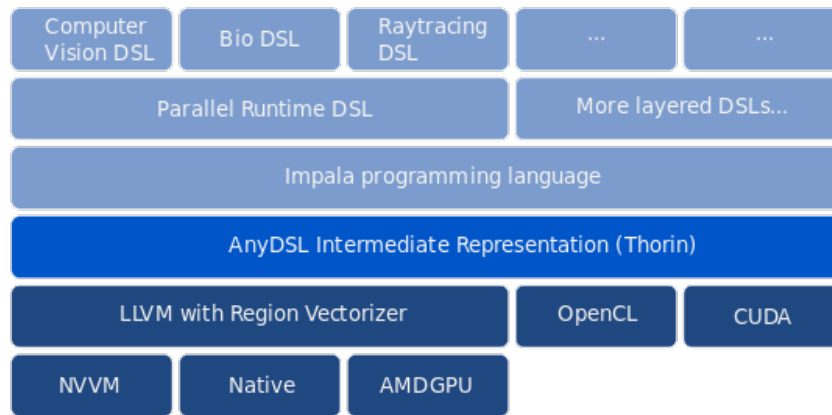 Computer
Vision DSL
Bio DSL
Raytracing
DSL
...
...
Parallel Runtime DSL
More layered DSLs...
Impala programming language
AnyDSL Intermediate Representation (Thorin)
LLVM with Region Vectorizer
OpenCL
CUDA
NVVM
Native
AMDGPU